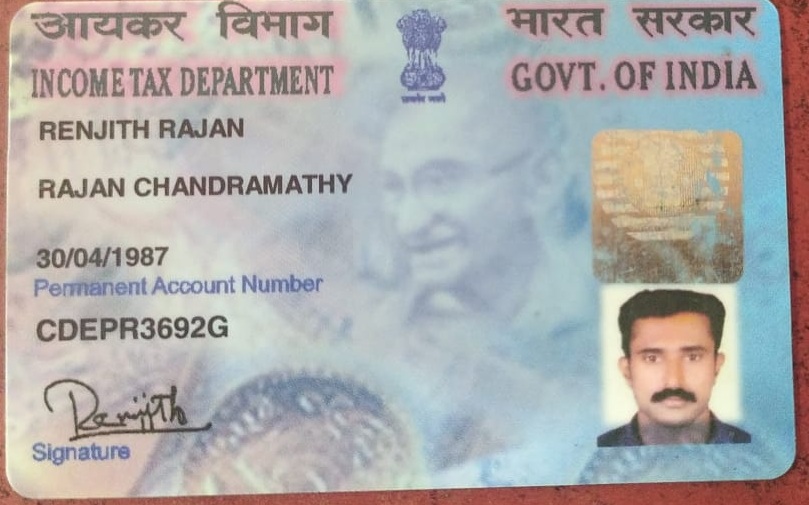 आयकर विभाग
INCOME TAX DEPARTMENT
भारत सरकार
GOVT. OF INDIA
RENJITH RAJAN
RAJAN CHANDRAMATHY
30/04/1987
Permanent Account Number
CDEPR3692G
Renjith
Signature